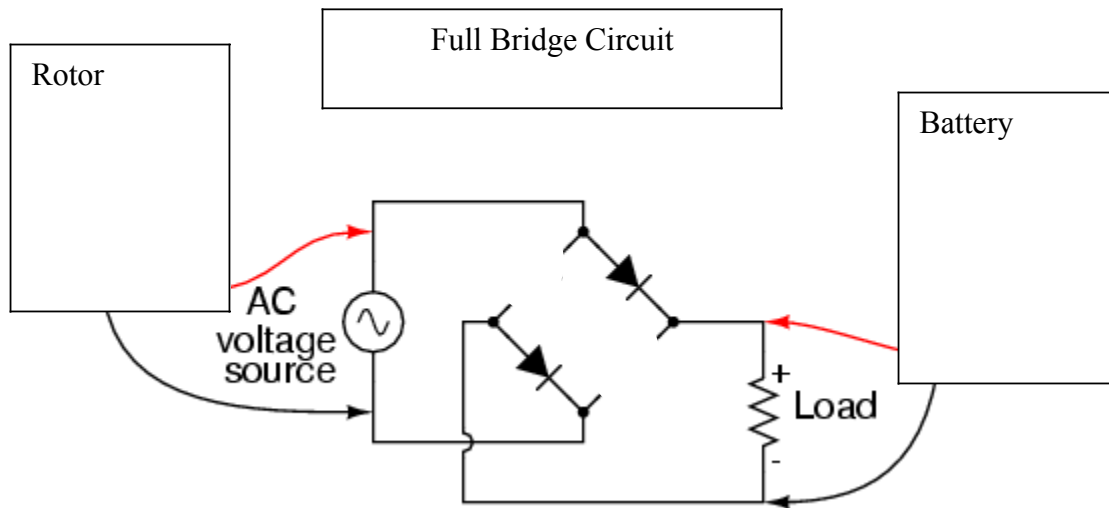 Full Bridge Circuit
Rotor
Battery
AC
voltage
source
+
Load
-